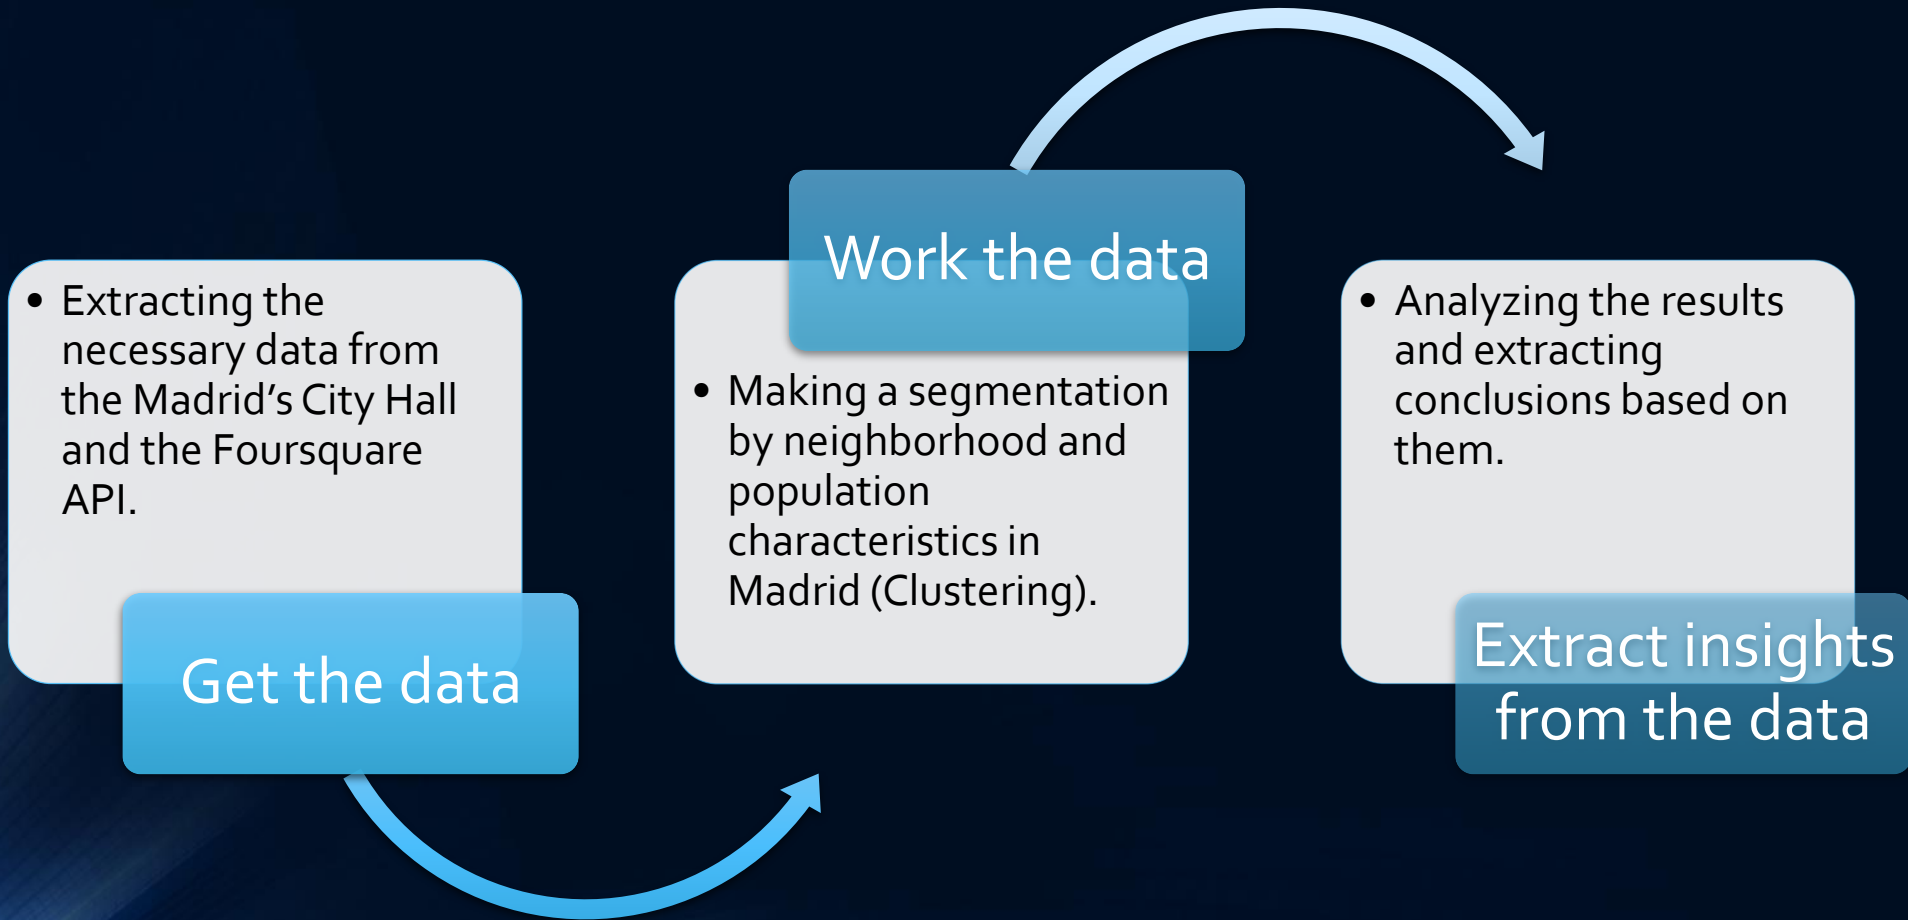 • Extracting the
necessary data from
the Madrid's City Hall
and the Foursquare
API.
Get the data
Work the data
• Making a segmentation
by neighborhood and
population
characteristics in
Madrid (Clustering).
• Analyzing the results
and extracting
conclusions based on
them.
Extract insights
from the data